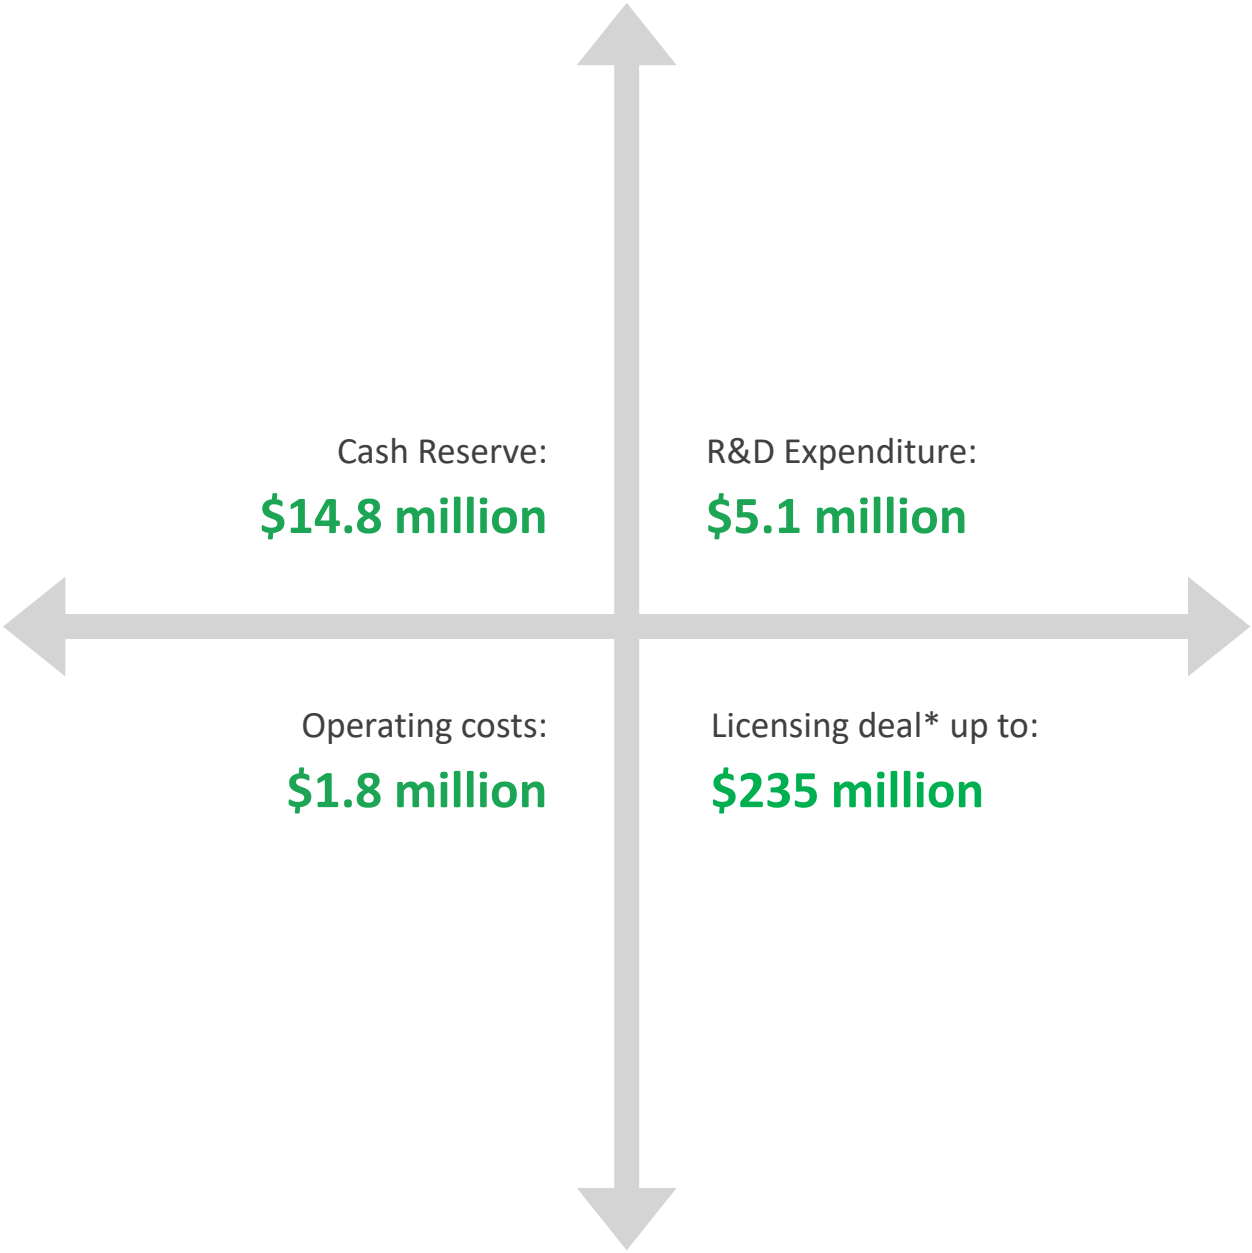 Cash Reserve:
$14.8 million
R&D Expenditure:
$5.1 million
Operating costs:
$1.8 million
Licensing deal* up to:
$235 million